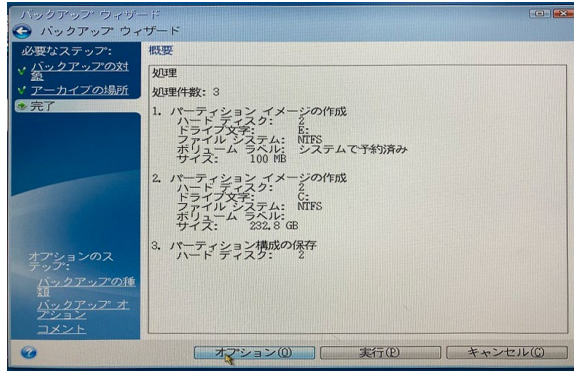 バックアップ ウィザード
バックアップ ウィザード
必要なステップ:
バックアップの対
象
アーカイブの場所
完了
オプションのス
テップ:
バックアップの種
類
バックアップ オ
プション
コメント
概要
処理
処理件数: 3
1. パーティション イメージの作成
ハード ディスク: 2
ドライブ文字: E:
ファイル システム: NTFS
ボリューム ラベル: システムで予約済み
サイズ: 100 MB
2. パーティション イメージの作成
ハード ディスク: 2
ドライブ文字: C:
ファイル システム: NTFS
ボリューム ラベル:
サイズ: 232.8 GB
3. パーティション構成の保存
ハード ディスク: 2
オプション(O)
実行(P)
キャンセル(C)